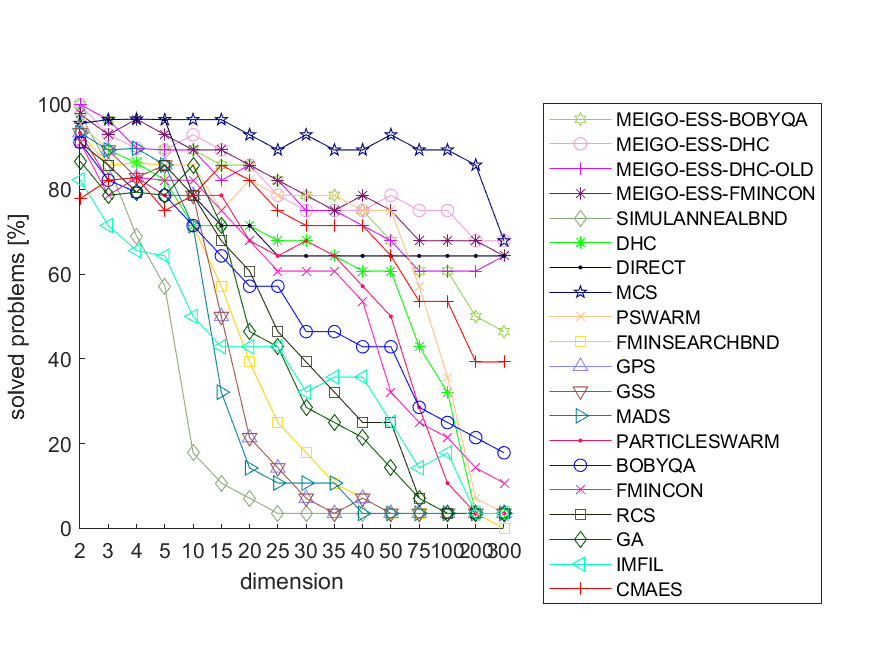 100
80
60
40
20
0
solved problems [%]
2 3 4 5 10 15 20 25 30 35 40 50 75 100 200 300
dimension
MEIGO-ESS-BOBYQA
MEIGO-ESS-DHC
MEIGO-ESS-DHC-OLD
MEIGO-ESS-FMINCON
SIMULANNEALBND
DHC
DIRECT
MCS
PSWARM
FMINSEARCHBND
GPS
GSS
MADS
PARTICLESWARM
BOBYQA
FMINCON
RCS
GA
IMFIL
CMAES